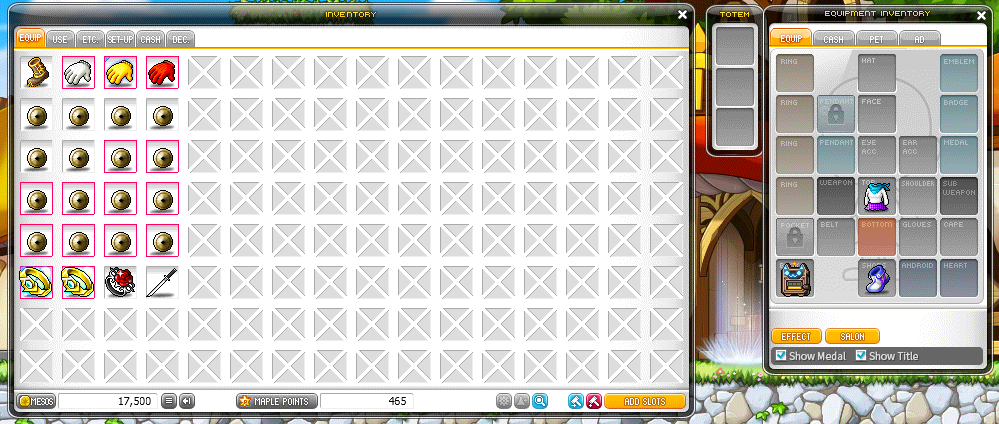 INVENTORY
EQUIP USE ETC. SET-UP CASH DEC.
MESOS 17,500 MAPLE POINTS 465 ADD SLOTS
TOTEM
EQUIPMENT INVENTORY
EQUIP CASH PET AD
RING HAT EMBLEM
RING PENDANT FACE BADGE
RING PENDANT EYE ACC EAR ACC MEDAL
RING WEAPON TOP SHOULDER SUB WEAPON
POCKET BELT BOTTOM GLOVES CAPE
SHOES ANDROID HEART
EFFECT SALON
Show Medal Show Title